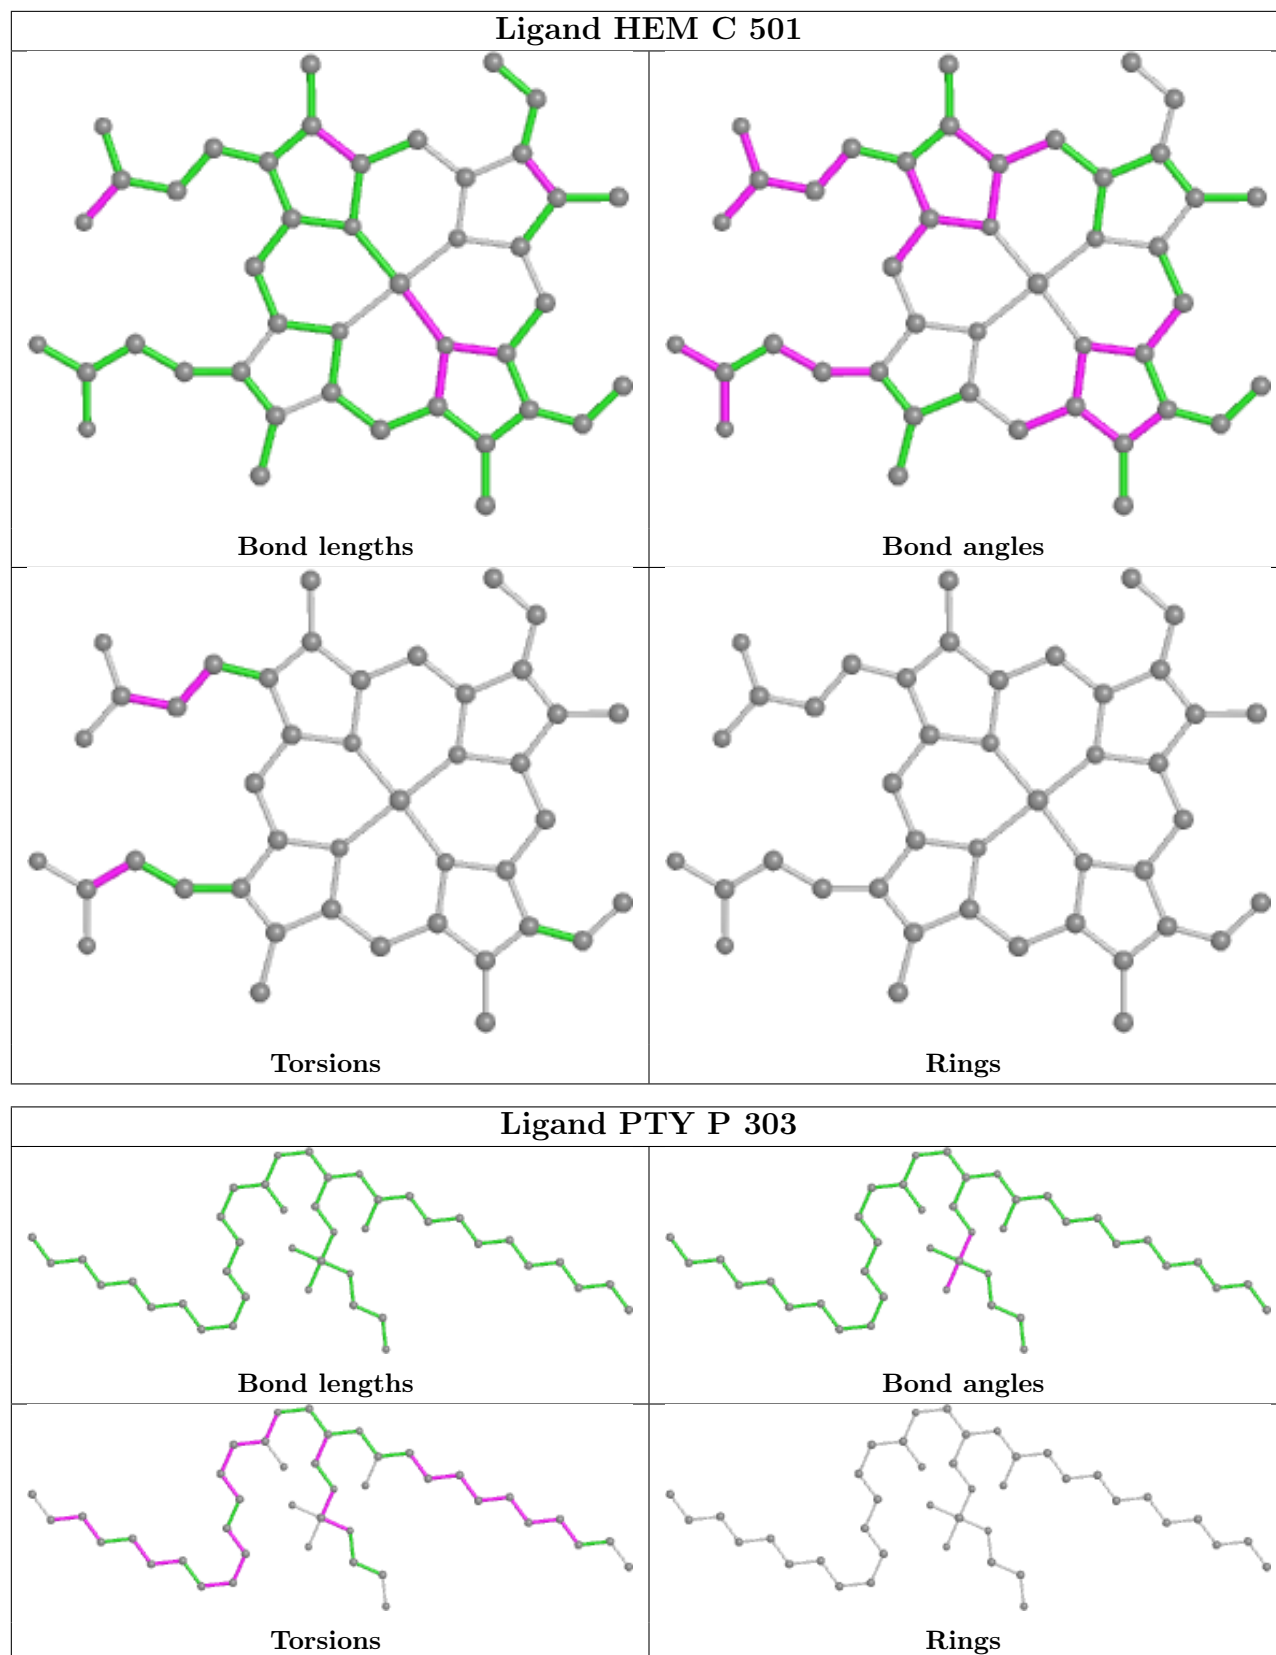 Ligand HEM C 501
Bond lengths
Bond angles
Torsions
Rings
Ligand PTY P 303
Bond lengths
Bond angles
Torsions
Rings